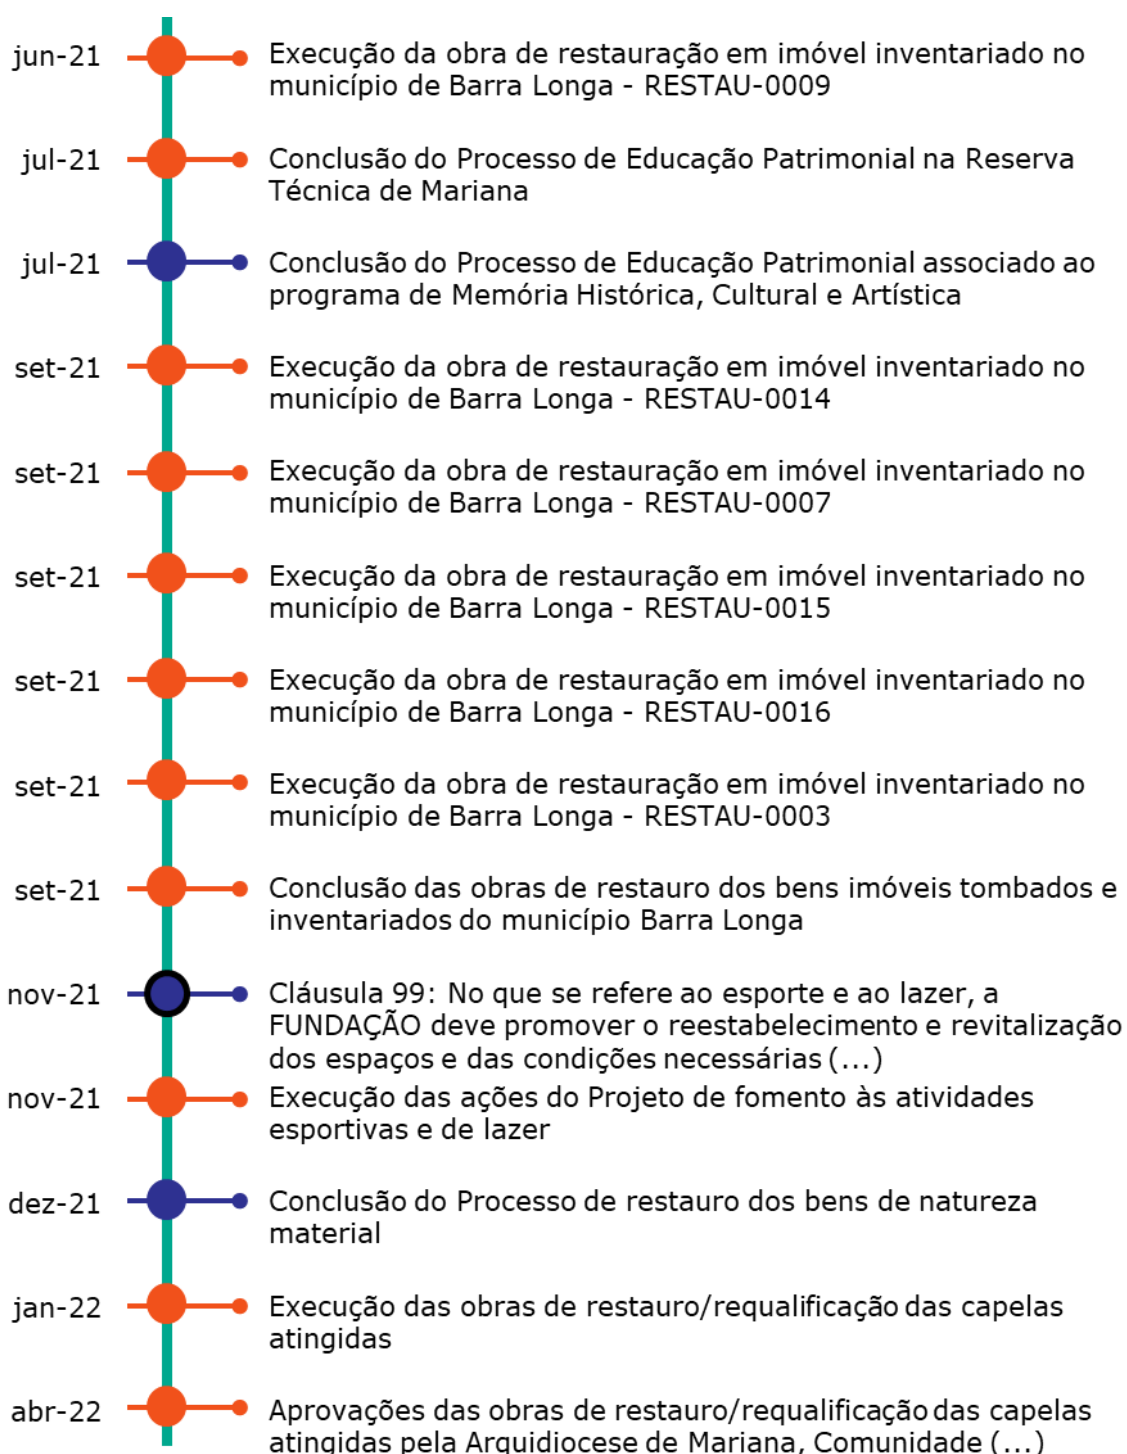 jun-21
Execução da obra de restauração em imóvel inventariado no
município de Barra Longa - RESTAU-0009
jul-21
Conclusão do Processo de Educação Patrimonial na Reserva
Técnica de Mariana
jul-21
Conclusão do Processo de Educação Patrimonial associado ao
programa de Memória Histórica, Cultural e Artística
set-21
Execução da obra de restauração em imóvel inventariado no
município de Barra Longa - RESTAU-0014
set-21
Execução da obra de restauração em imóvel inventariado no
município de Barra Longa - RESTAU-0007
set-21
Execução da obra de restauração em imóvel inventariado no
município de Barra Longa - RESTAU-0015
set-21
Execução da obra de restauração em imóvel inventariado no
município de Barra Longa - RESTAU-0016
set-21
Execução da obra de restauração em imóvel inventariado no
município de Barra Longa - RESTAU-0003
set-21
Conclusão das obras de restauro dos bens imóveis tombados e
inventariados do município Barra Longa
nov-21
Cláusula 99: No que se refere ao esporte e ao lazer, a
FUNDAÇÃO deve promover o reestabelecimento e revitalização
dos espaços e das condições necessárias (...)
nov-21
Execução das ações do Projeto de fomento às atividades
esportivas e de lazer
dez-21
Conclusão do Processo de restauro dos bens de natureza
material
jan-22
Execução das obras de restauro/requalificação das capelas
atingidas
abr-22
Aprovações das obras de restauro/requalificação das capelas
atingidas pela Arquidiocese de Mariana, Comunidade (...)